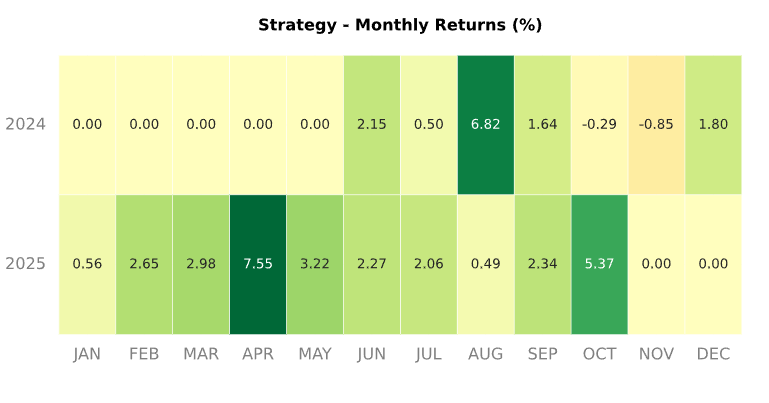 Strategy - Monthly Returns (%)
2024 0.00 0.00 0.00 0.00 0.00 2.15 0.50 6.82 1.64 -0.29 -0.85 1.80
2025 0.56 2.65 2.98 7.55 3.22 2.27 2.06 0.49 2.34 5.37 0.00 0.00
JAN FEB MAR APR MAY JUN JUL AUG SEP OCT NOV DEC